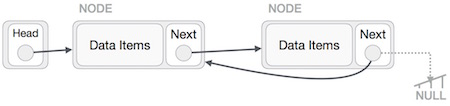 NODE
NODE
Head
Data Items
Next
Data Items
Next
NULL